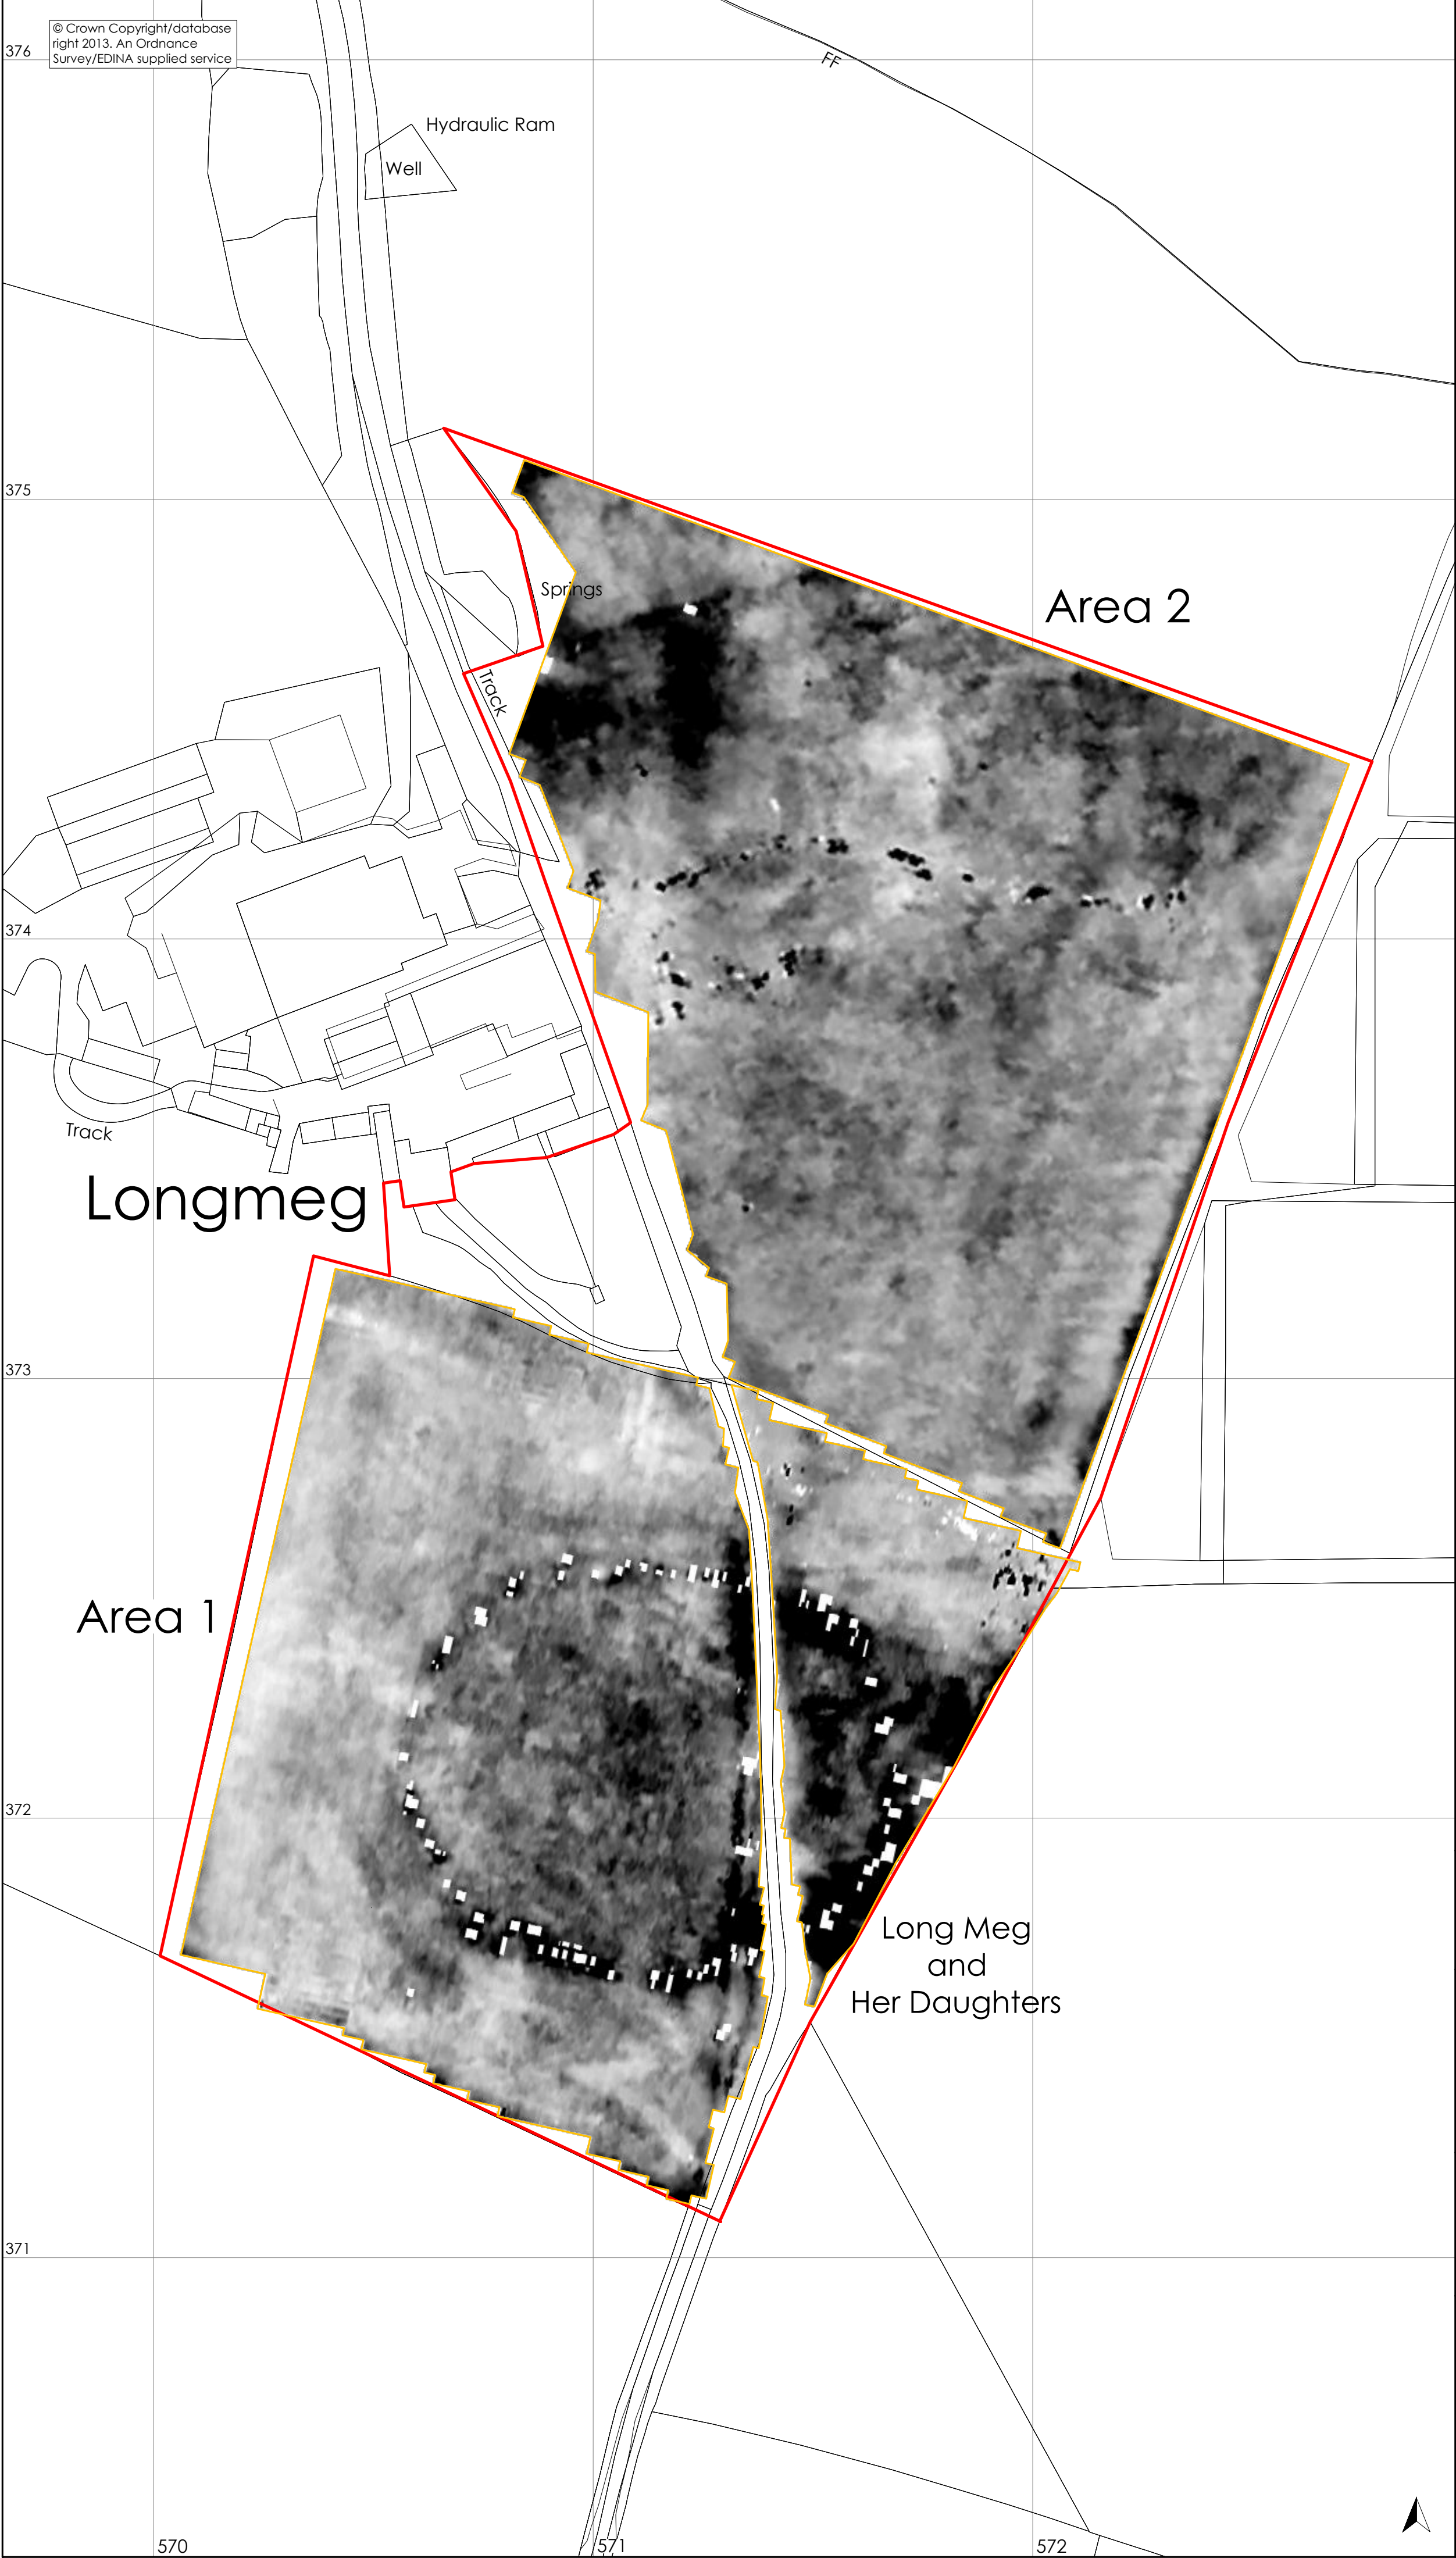 © Crown Copyright/database
right 2013. An Ordnance
Survey/EDINA supplied service
376
FF
Hydraulic Ram
Well
375
Springs
Area 2
Track
374
Track
Longmeg
373
Area 1
372
Long Meg
and
Her Daughters
371
570
571
572